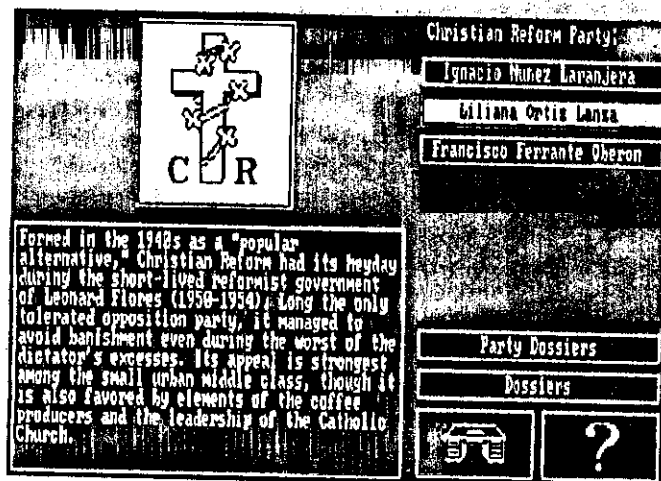 Christian Reform Party:
Ignacio Nunez Laranjera
Liliana Ortis Lansa
Francisco Ferrante Oberon
C R
Formed in the 1940s as a "popular
alternative," Christian Reform had its heyday
during the short-lived reformist government
of Leonard Flores (1950-1954). Long the only
tolerated opposition party, it managed to
avoid banishment even during the worst of the
dictator's excesses. Its appeal is strongest
among the small urban middle class, though it
is also favored by elements of the coffee
producers and the leadership of the Catholic
Church.
Party Dossiers
Dossiers
?